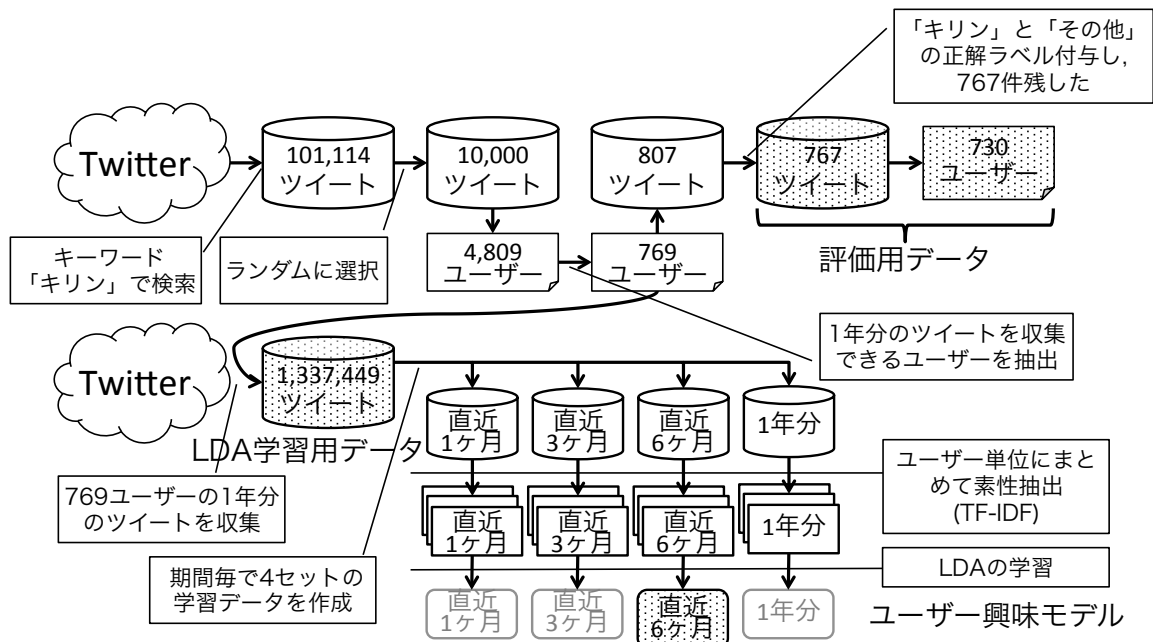 「キリン」と「その他」
の正解ラベル付与し,
767件残した
Twitter
101,114
ツイート
10,000
ツイート
807
ツイート
767
ツイート
730
ユーザー
キーワード
「キリン」で検索
ランダムに選択
4,809
ユーザー
769
ユーザー
評価用データ
1年分のツイートを収集
できるユーザーを抽出
Twitter
1,337,449
ツイート
LDA学習用データ
直近
1ヶ月
直近
3ヶ月
直近
6ヶ月
1年分
ユーザー単位にまと
めて素性抽出
(TF-IDF)
769ユーザーの1年分
のツイートを収集
直近
1ヶ月
直近
3ヶ月
直近
6ヶ月
1年分
期間毎で4セットの
学習データを作成
LDAの学習
直近
1ヶ月
直近
3ヶ月
直近
6ヶ月
1年分
ユーザー興味モデル